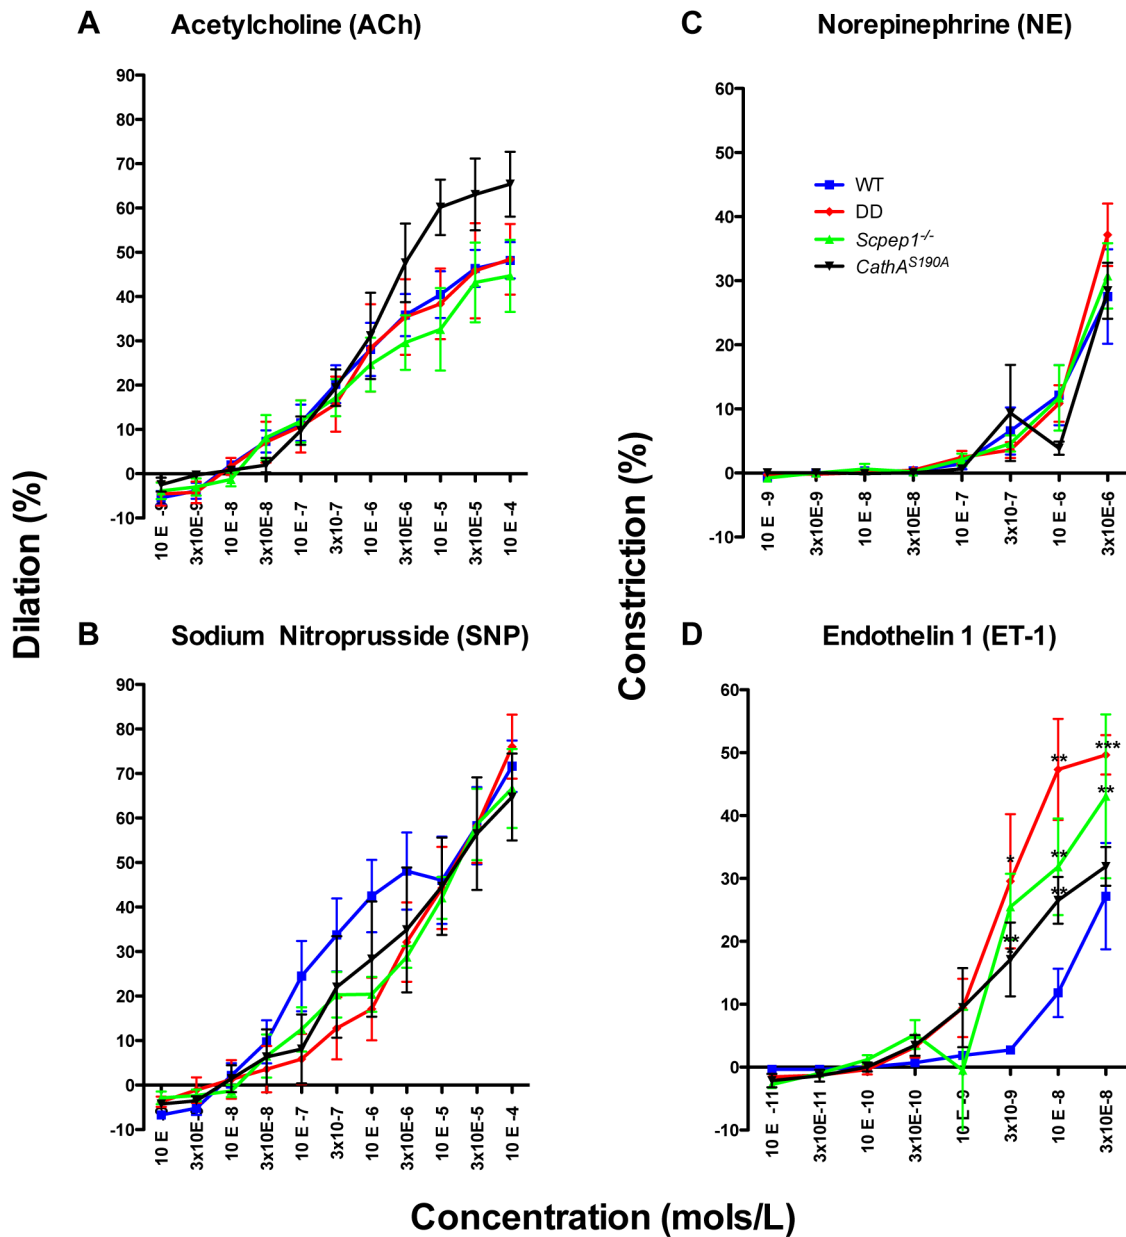 A Acetylcholine (ACh)
90
80
70
60
50
40
30
20
10
0
-10
10 E -9
3x10E-9
10 E -8
3x10E-8
10 E -7
3x10-7
10 E -6
3x10E-6
10 E -5
3x10E-5
10 E -4
Dilation (%)
B Sodium Nitroprusside (SNP)
90
80
70
60
50
40
30
20
10
0
-10
10 E
3x10E-9
10 E -8
3x10E-8
10 E -7
3x10-7
10 E -6
3x10E-6
10 E -5
3x10E-5
10 E -4
C Norepinephrine (NE)
60
50
40
30
20
10
0
-10
WT
DD
Scpep1-/-
CathAS190A
10 E -9
3x10E-9
10 E -8
3x10E-8
10 E -7
3x10-7
10 E -6
3x10E-6
Constriction (%)
D Endothelin 1 (ET-1)
60
50
40
30
20
10
0
-10
*
**
**
***
**
**
**
10 E -11
3x10E-11
10 E -10
3x10E-10
10 E -9
3x10-9
10 E -8
3x10E-8
Concentration (mols/L)